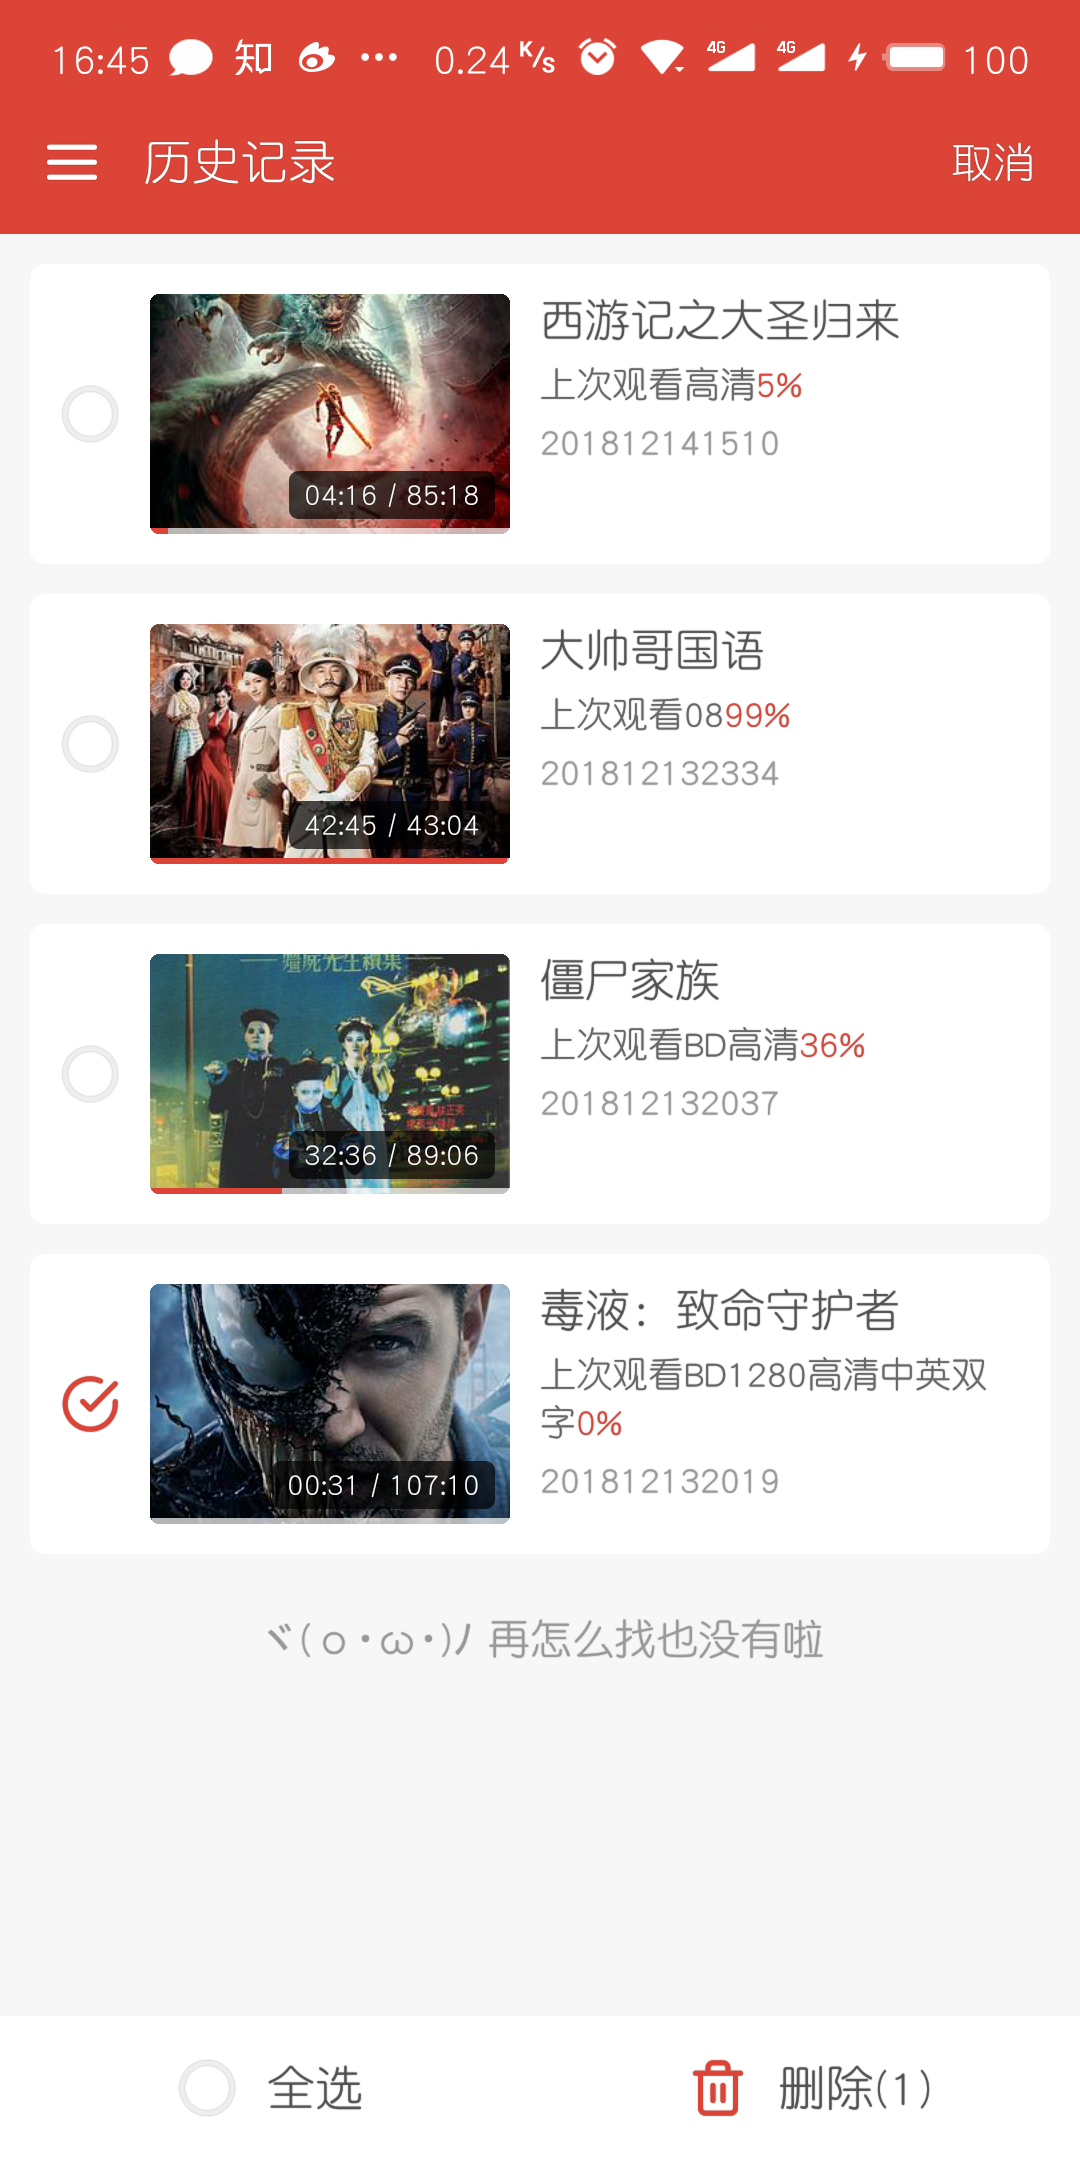 16:45 知 ··· 0.24 K/s 4G 4G 100
历史记录 取消
西游记之大圣归来
上次观看高清5%
201812141510
04:16 / 85:18
大帅哥国语
上次观看0899%
201812132334
42:45 / 43:04
僵尸家族
上次观看BD高清36%
201812132037
殭屍先生續集
32:36 / 89:06
毒液：致命守护者
上次观看BD1280高清中英双
字0%
201812132019
00:31 / 107:10
ヾ( ο･ω･)ﾉ 再怎么找也没有啦
全选 删除(1)